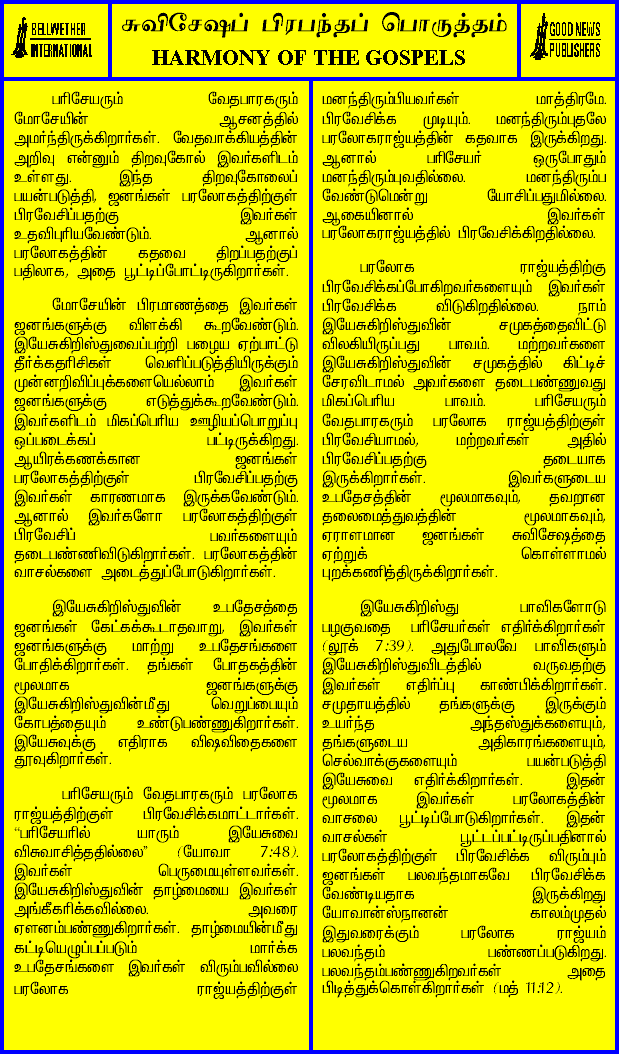 BELLWETHER
INTERNATIONAL
சுவிசேஷப் பிரபந்தப் பொருத்தம்
HARMONY OF THE GOSPELS
GOOD NEWS
PUBLISHERS
பரிசேயரும் வேதபாரகரும்
மோசேயின் ஆசனத்தில்
அமர்ந்திருக்கிறார்கள். வேதவாக்கியத்தின்
அறிவு என்னும் திறவுகோல் இவர்களிடம்
உள்ளது. இந்த திறவுகோலைப்
பயன்படுத்தி, ஜனங்கள் பரலோகத்திற்குள்
பிரவேசிப்பதற்கு இவர்கள்
உதவிபுரியவேண்டும். ஆனால்
பரலோகத்தின் கதவை திறப்பதற்குப்
பதிலாக, அதை பூட்டிப்போட்டிருகிறார்கள்.
மோசேயின் பிரமாணத்தை இவர்கள்
ஜனங்களுக்கு விளக்கி கூறவேண்டும்.
இயேசுகிறிஸ்துவைப்பற்றி பழைய ஏற்பாட்டு
தீர்க்கதரிசிகள் வெளிப்படுத்தியிருக்கும்
முன்னறிவிப்புக்களையெல்லாம் இவர்கள்
ஜனங்களுக்கு எடுத்துக்கூறவேண்டும்.
இவர்களிடம் மிகப்பெரிய ஊழியப்பொறுப்பு
ஒப்படைக்கப் பட்டிருக்கிறது.
ஆயிரக்கணக்கான ஜனங்கள்
பரலோகத்திற்குள் பிரவேசிப்பதற்கு
இவர்கள் காரணமாக இருக்கவேண்டும்.
ஆனால் இவர்களோ பரலோகத்திற்குள்
பிரவேசிப் பவர்களையும்
தடைபண்ணிவிடுகிறார்கள். பரலோகத்தின்
வாசல்களை அடைத்துப்போடுகிறார்கள்.
இயேசுகிறிஸ்துவின் உபதேசத்தை
ஜனங்கள் கேட்கக்கூடாதவாறு, இவர்கள்
ஜனங்களுக்கு மாற்று உபதேசங்களை
போதிக்கிறார்கள். தங்கள் போதகத்தின்
மூலமாக ஜனங்களுக்கு
இயேசுகிறிஸ்துவின்மீது வெறுப்பையும்
கோபத்தையும் உண்டுபண்ணுகிறார்கள்.
இயேசுவுக்கு எதிராக விஷவிதைகளை
தூவுகிறார்கள்.
பரிசேயரும் வேதபாரகரும் பரலோக
ராஜ்யத்திற்குள் பிரவேசிக்கமாட்டார்கள்.
"பரிசேயரில் யாரும் இயேசுவை
விசுவாசித்ததில்லை" (யோவா 7:48).
இவர்கள் பெருமையுள்ளவர்கள்.
இயேசுகிறிஸ்துவின் தாழ்மையை இவர்கள்
அங்கீகரிக்கவில்லை. அவரை
ஏளனம்பண்ணுகிறார்கள். தாழ்மையின்மீது
கட்டியெழுப்பப்படும் மார்க்க
உபதேசங்களை இவர்கள் விரும்பவில்லை
பரலோக ராஜ்யத்திற்குள்
மனந்திரும்பியவர்கள் மாத்திரமே.
பிரவேசிக்க முடியும். மனந்திரும்புதலே
பரலோகராஜ்யத்தின் கதவாக இருக்கிறது.
ஆனால் பரிசேயர் ஒருபோதும்
மனந்திரும்புவதில்லை. மனந்திரும்ப
வேண்டுமென்று யோசிப்பதுமில்லை.
ஆகையினால் இவர்கள்
பரலோகராஜ்யத்தில் பிரவேசிக்கிறதில்லை.
பரலோக ராஜ்யத்திற்கு
பிரவேசிக்கப்போகிறவர்களையும் இவர்கள்
பிரவேசிக்க விடுகிறதில்லை. நாம்
இயேசுகிறிஸ்துவின் சமுகத்தைவிட்டு
விலகியிருப்பது பாவம். மற்றவர்களை
இயேசுகிறிஸ்துவின் சமுகத்தில் கிட்டிச்
சேரவிடாமல் அவர்களை தடைபண்ணுவது
மிகப்பெரிய பாவம். பரிசேயரும்
வேதபாரகரும் பரலோக ராஜ்யத்திற்குள்
பிரவேசியாமல், மற்றவர்கள் அதில்
பிரவேசிப்பதற்கு தடையாக
இருக்கிறார்கள். இவர்களுடைய
உபதேசத்தின் மூலமாகவும், தவறான
தலைமைத்துவத்தின் மூலமாகவும்,
ஏராளமான ஜனங்கள் சுவிசேஷத்தை
ஏற்றுக் கொள்ளாமல்
புறக்கணித்திருக்கிறார்கள்.
இயேசுகிறிஸ்து பாவிகளோடு
பழகுவதை பரிசேயர்கள் எதிர்க்கிறார்கள்
(லூக் 7:39). அதுபோலவே பாவிகளும்
இயேசுகிறிஸ்துவிடத்தில் வருவதற்கு
இவர்கள் எதிர்ப்பு காண்பிக்கிறார்கள்.
சமுதாயத்தில் தங்களுக்கு இருக்கும்
உயர்ந்த அந்தஸ்துக்களையும்,
தங்களுடைய அதிகாரங்களையும்,
செல்வாக்குகளையும் பயன்படுத்தி
இயேசுவை எதிர்க்கிறார்கள். இதன்
மூலமாக இவர்கள் பரலோகத்தின்
வாசலை பூட்டிப்போடுகிறார்கள். இதன்
வாசல்கள் பூட்டப்பட்டிருப்பதினால்
பரலோகத்திற்குள் பிரவேசிக்க விரும்பும்
ஜனங்கள் பலவந்தமாகவே பிரவேசிக்க
வேண்டியதாக இருக்கிறது
யோவான்ஸ்நானன் காலம்முதல்
இதுவரைக்கும் பரலோக ராஜ்யம்
பலவந்தம் பண்ணப்படுகிறது.
பலவந்தம்பண்ணுகிறவர்கள் அதை
பிடித்துக்கொள்கிறார்கள் (மத் 11:12).